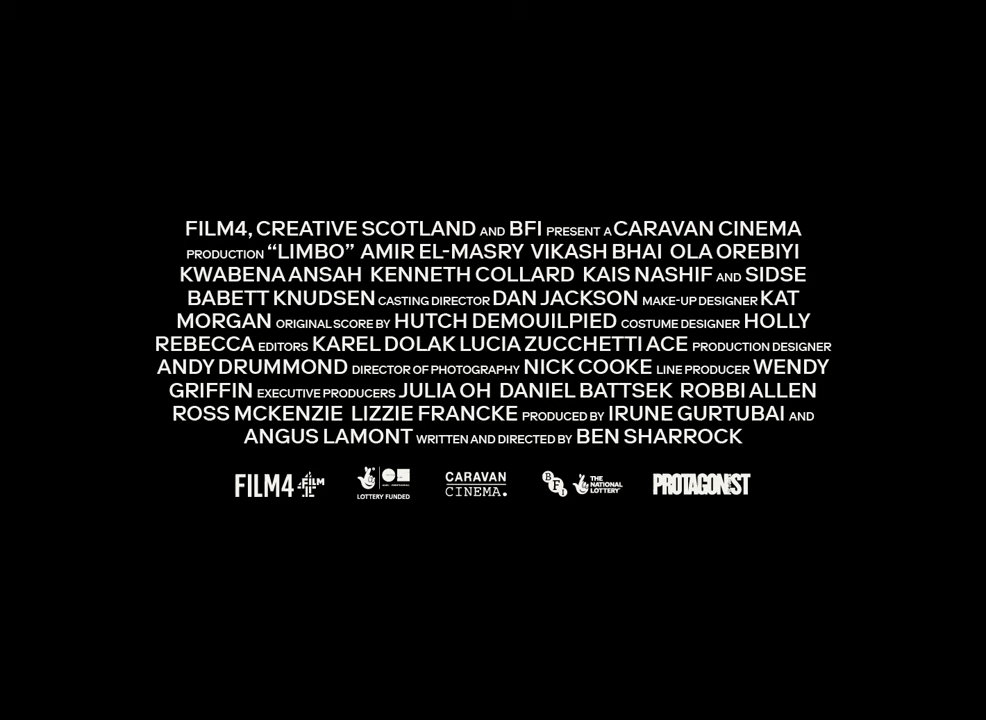 FILM4, CREATIVE SCOTLAND AND BFI PRESENT A CARAVAN CINEMA
PRODUCTION “LIMBO” AMIR EL-MASRY VIKASH BHAI OLA OREBIYI
KWABENA ANSAH KENNETH COLLARD KAIS NASHIF AND SIDSE
BABETT KNUDSEN CASTING DIRECTOR DAN JACKSON MAKE-UP DESIGNER KAT
MORGAN ORIGINAL SCORE BY HUTCH DEMOUILPIED COSTUME DESIGNER HOLLY
REBECCA EDITORS KAREL DOLAK LUCIA ZUCCHETTI ACE PRODUCTION DESIGNER
ANDY DRUMMOND DIRECTOR OF PHOTOGRAPHY NICK COOKE LINE PRODUCER WENDY
GRIFFIN EXECUTIVE PRODUCERS JULIA OH DANIEL BATTSEK ROBBI ALLEN
ROSS MCKENZIE LIZZIE FRANCKE PRODUCED BY IRUNE GURTUBAI AND
ANGUS LAMONT WRITTEN AND DIRECTED BY BEN SHARROCK
FILM4 FILM
LOTTERY FUNDED
CARAVAN
CINEMA.
BFI
THE
NATIONAL
LOTTERY
PROTAGONIST